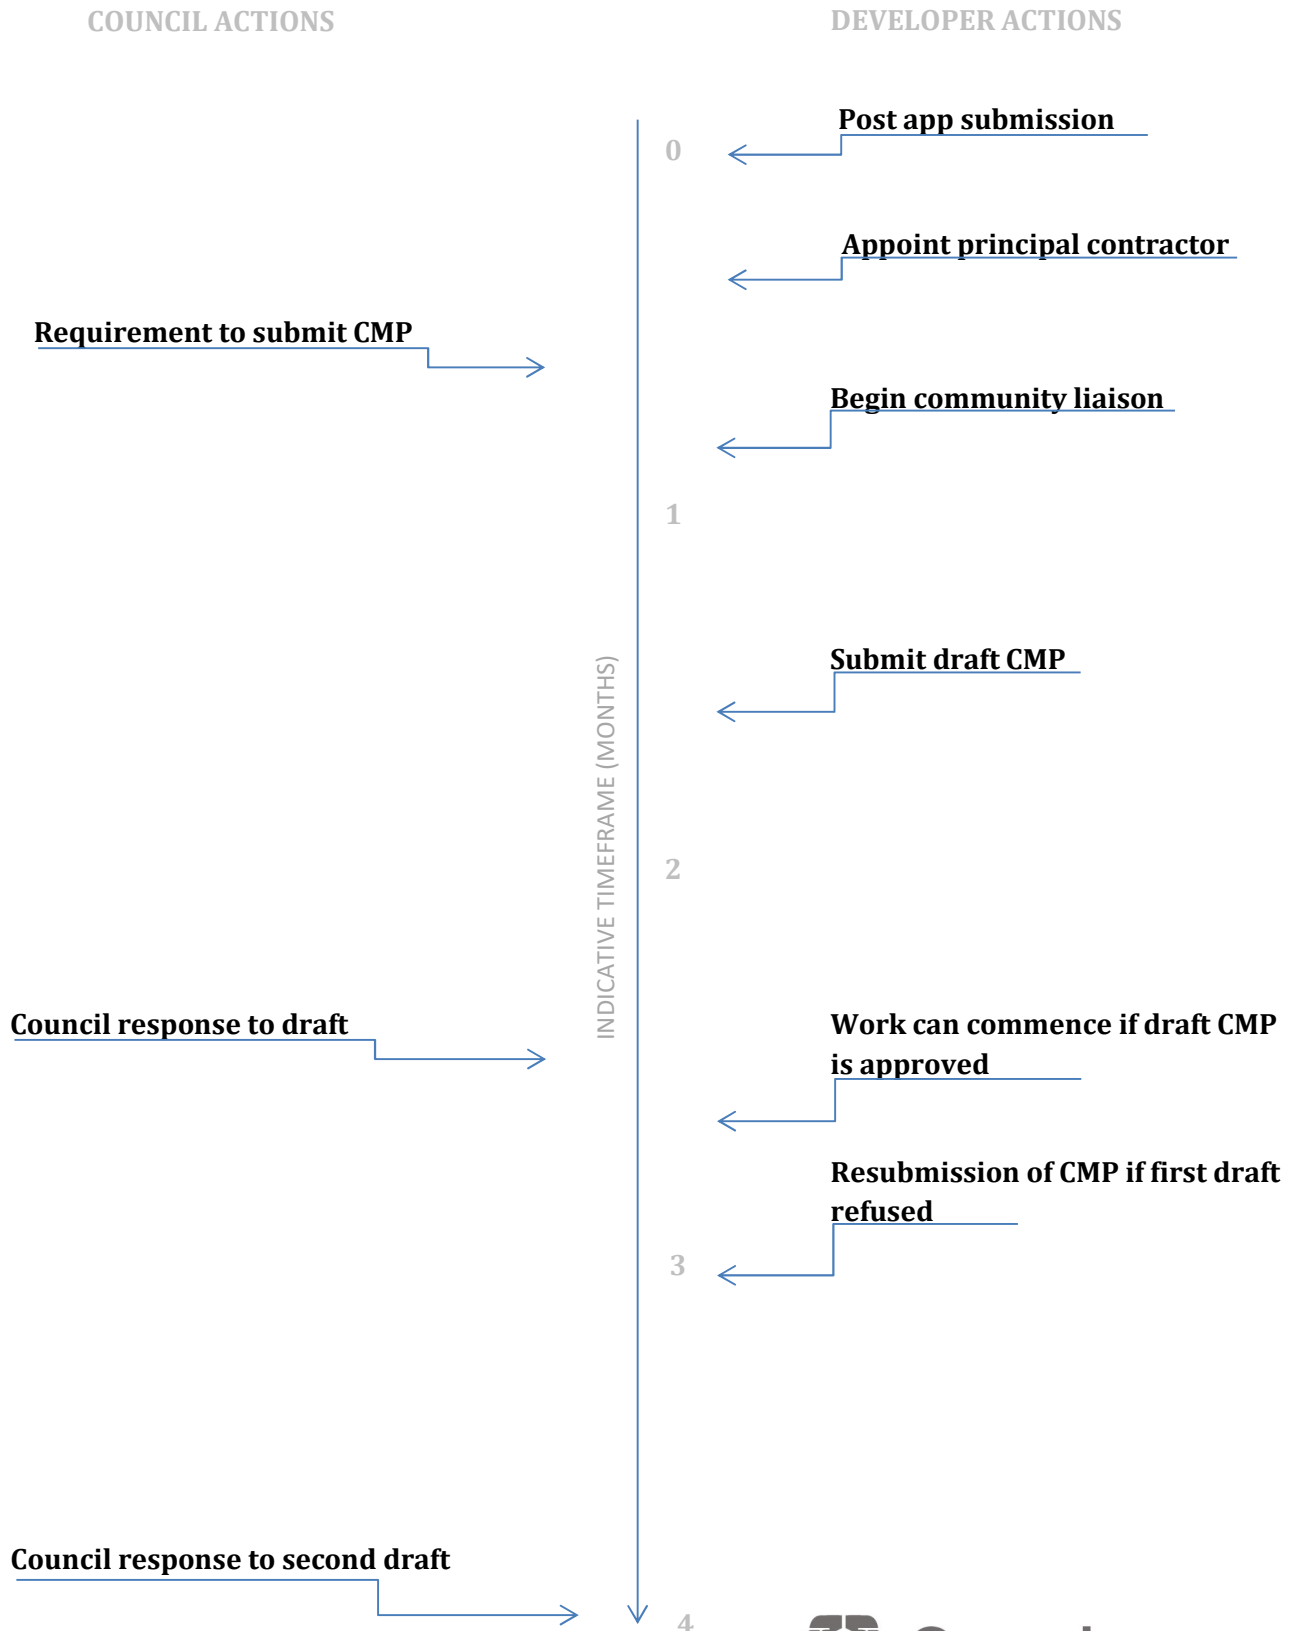 COUNCIL ACTIONS
DEVELOPER ACTIONS
Post app submission
0
Appoint principal contractor
Requirement to submit CMP
Begin community liaison
1
Submit draft CMP
INDICATIVE TIMEFRAME (MONTHS)
2
Council response to draft
Work can commence if draft CMP
is approved
Resubmission of CMP if first draft
refused
3
Council response to second draft
4